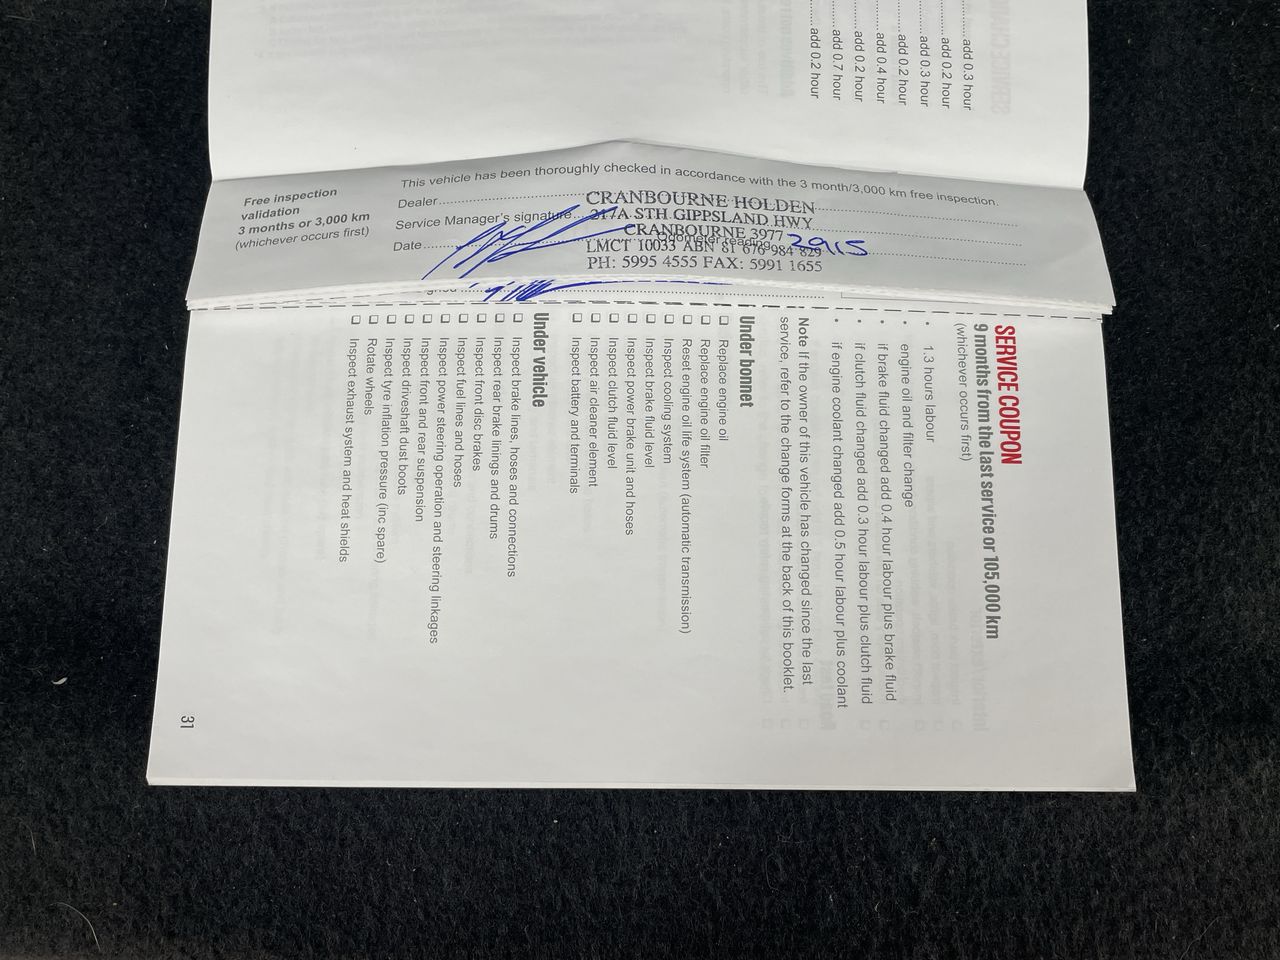 add 0.3 hour
add 0.2 hour
add 0.3 hour
add 0.2 hour
add 0.4 hour
add 0.2 hour
add 0.7 hour
add 0.2 hour
Free inspection
validation
3 months or 3,000 km
(whichever occurs first)
This vehicle has been thoroughly checked in accordance with the 3 month/3,000 km free inspection.
Dealer
Service Manager's signature
Date
Odometer reading 2915
CRANBOURNE HOLDEN
217A STH GIPPSLAND HWY
CRANBOURNE 3977
LMCT 10033 ABN 81 676 984 829
PH: 5995 4555 FAX: 5991 1655
SERVICE COUPON
9 months from the last service or 105,000 km
(whichever occurs first)
• 1.3 hours labour
• engine oil and filter change
• if brake fluid changed add 0.4 hour labour plus brake fluid
• if clutch fluid changed add 0.3 hour labour plus clutch fluid
• if engine coolant changed add 0.5 hour labour plus coolant
Note If the owner of this vehicle has changed since the last
service, refer to the change forms at the back of this booklet.
Under bonnet
❏ Replace engine oil
❏ Replace engine oil filter
❏ Reset engine oil life system (automatic transmission)
❏ Inspect cooling system
❏ Inspect brake fluid level
❏ Inspect power brake unit and hoses
❏ Inspect clutch fluid level
❏ Inspect air cleaner element
❏ Inspect battery and terminals
Under vehicle
❏ Inspect brake lines, hoses and connections
❏ Inspect rear brake linings and drums
❏ Inspect front disc brakes
❏ Inspect fuel lines and hoses
❏ Inspect power steering operation and steering linkages
❏ Inspect front and rear suspension
❏ Inspect driveshaft dust boots
❏ Inspect tyre inflation pressure (inc spare)
❏ Rotate wheels
❏ Inspect exhaust system and heat shields
31